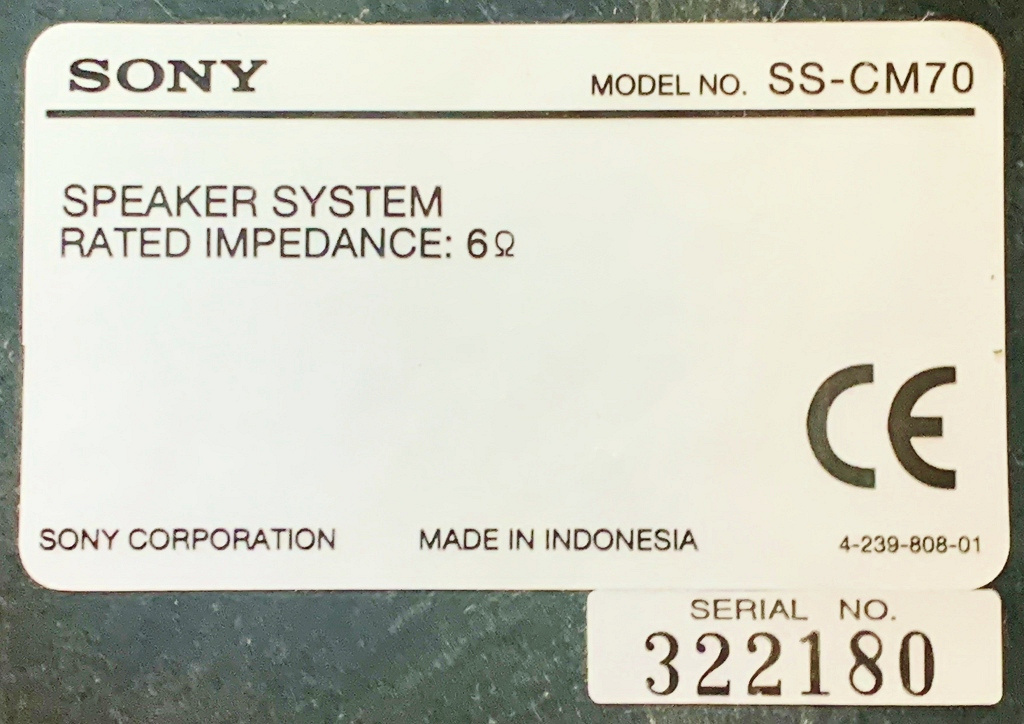 SONY MODEL NO. SS-CM70
SPEAKER SYSTEM
RATED IMPEDANCE: 6Ω
CE
SONY CORPORATION MADE IN INDONESIA 4-239-808-01
SERIAL NO.
322180